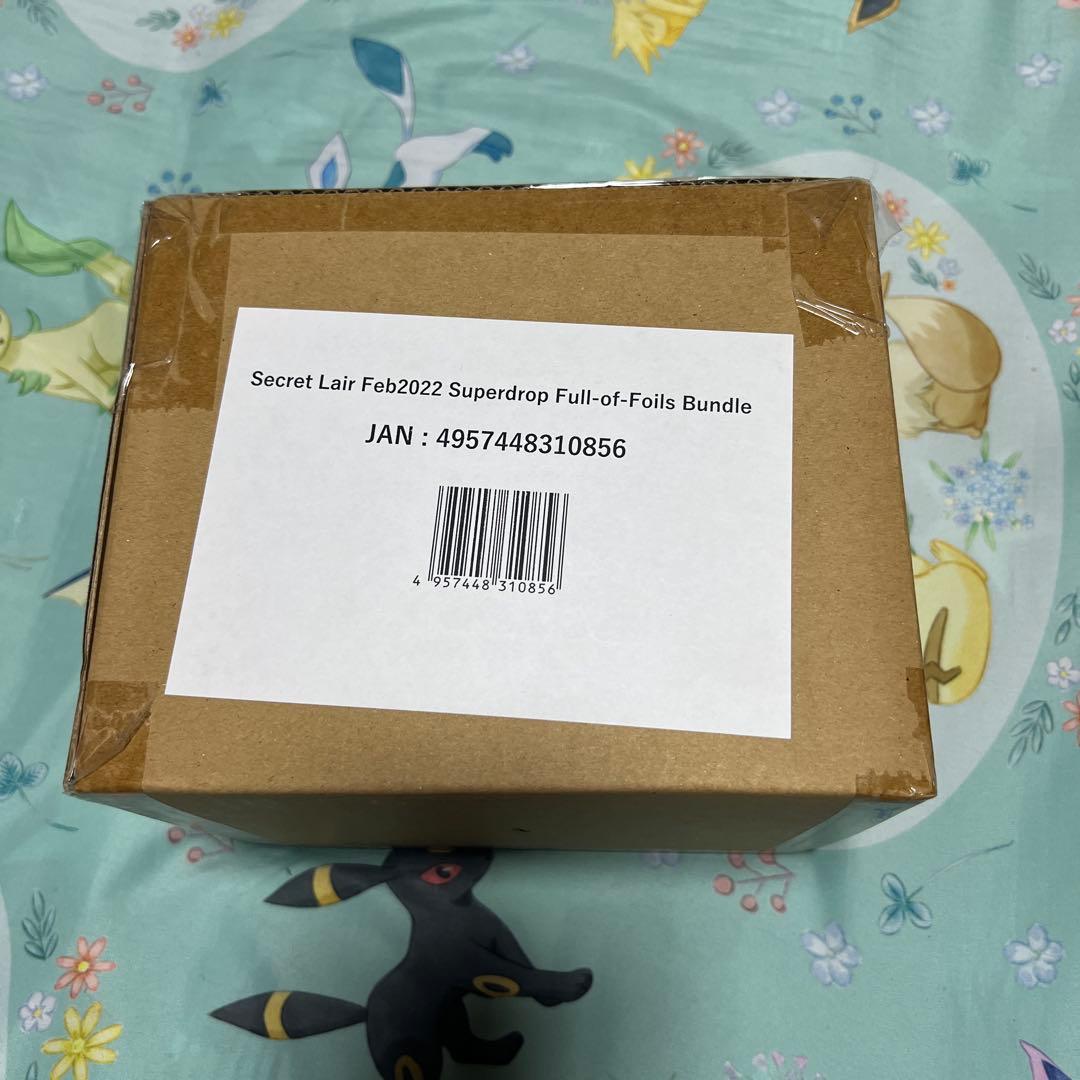 Secret Lair Feb2022 Superdrop Full-of-Foils Bundle
JAN : 4957448310856
4 957448 310856